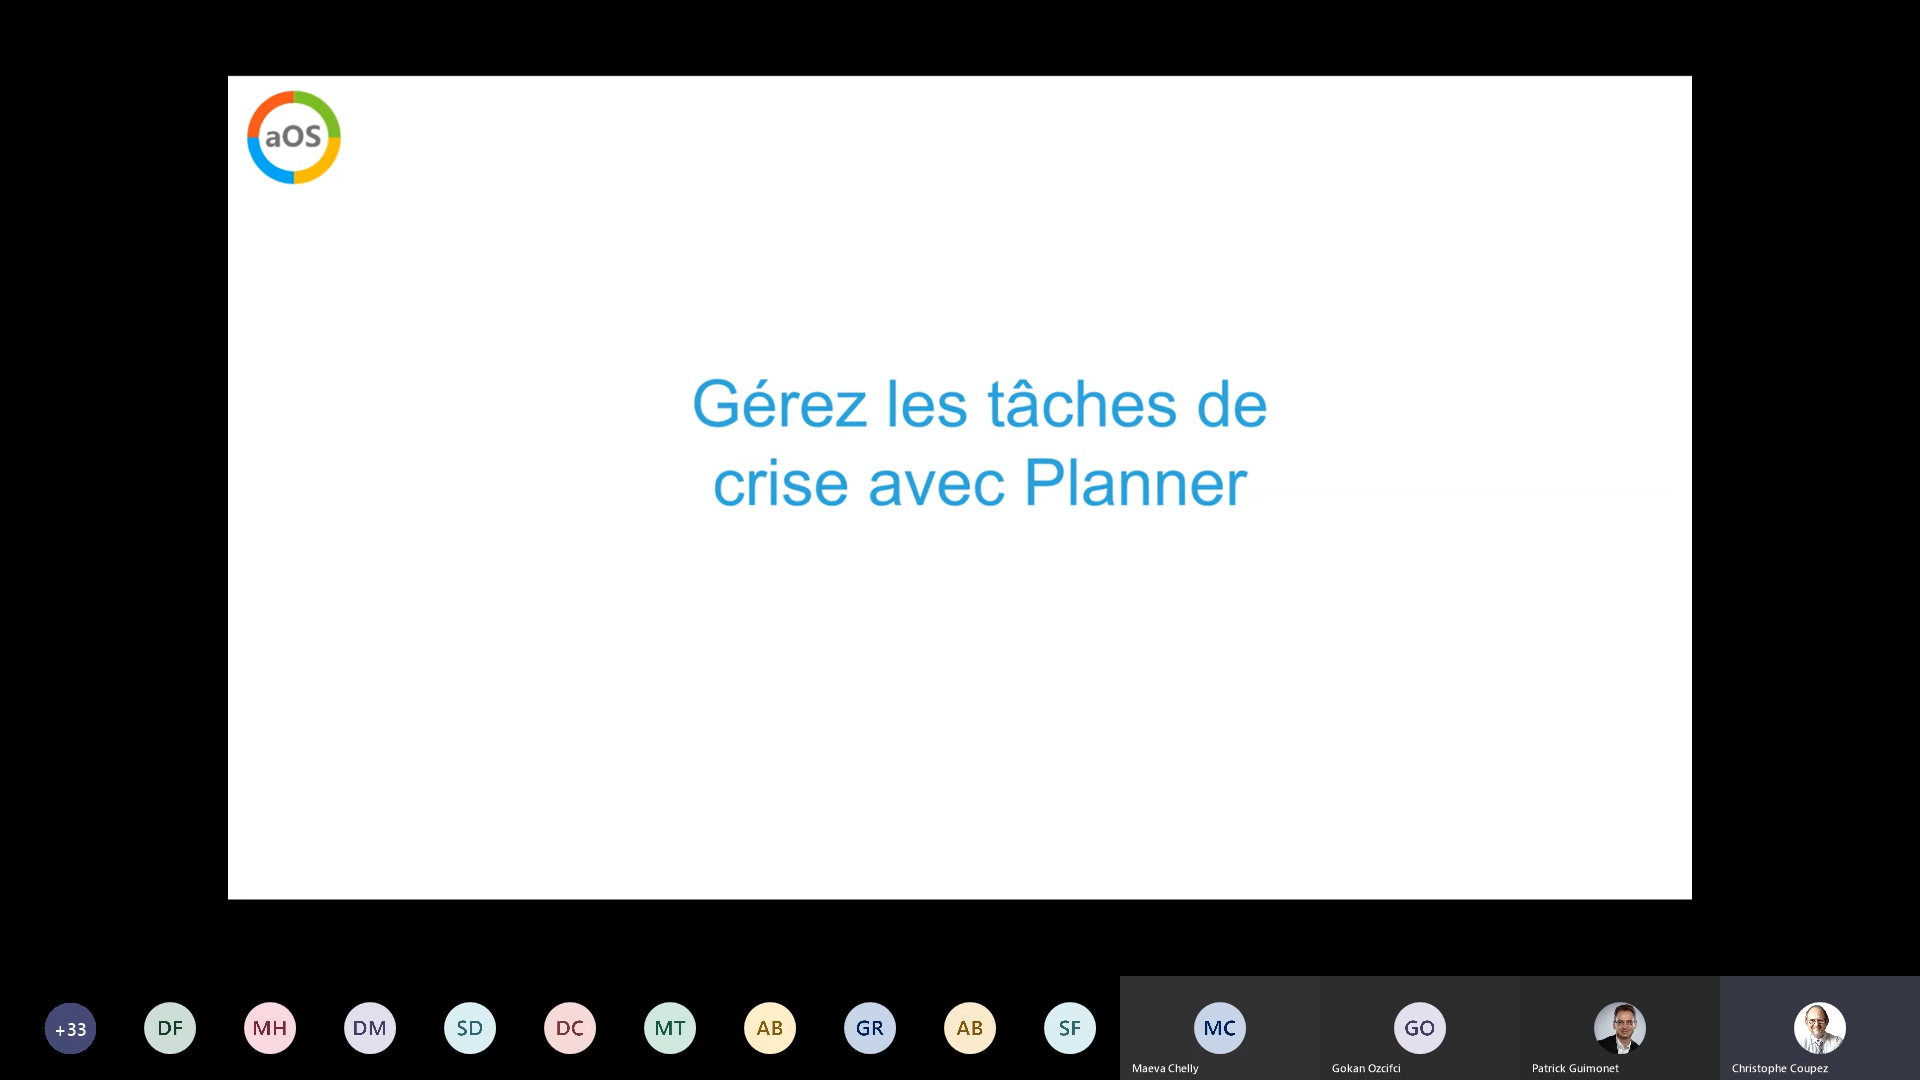 aOS
Gérez les tâches de
crise avec Planner
+33
DF
MH
DM
SD
DC
MT
AB
GR
AB
SF
MC
GO
Maeva Chelly
Gokan Ozcifci
Patrick Guimonet
Christophe Coupez